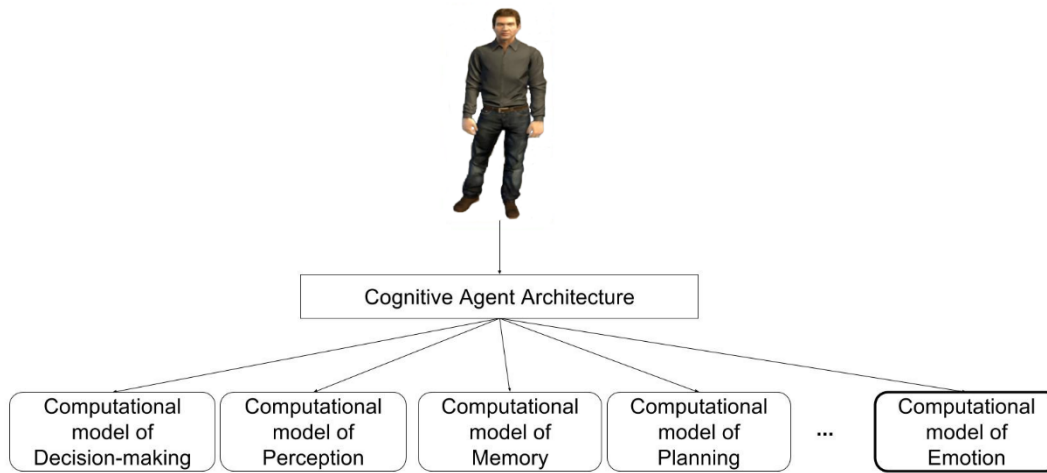 Cognitive Agent Architecture
Computational
model of
Decision-making
Computational
model of
Perception
Computational
model of
Memory
Computational
model of
Planning
...
Computational
model of
Emotion